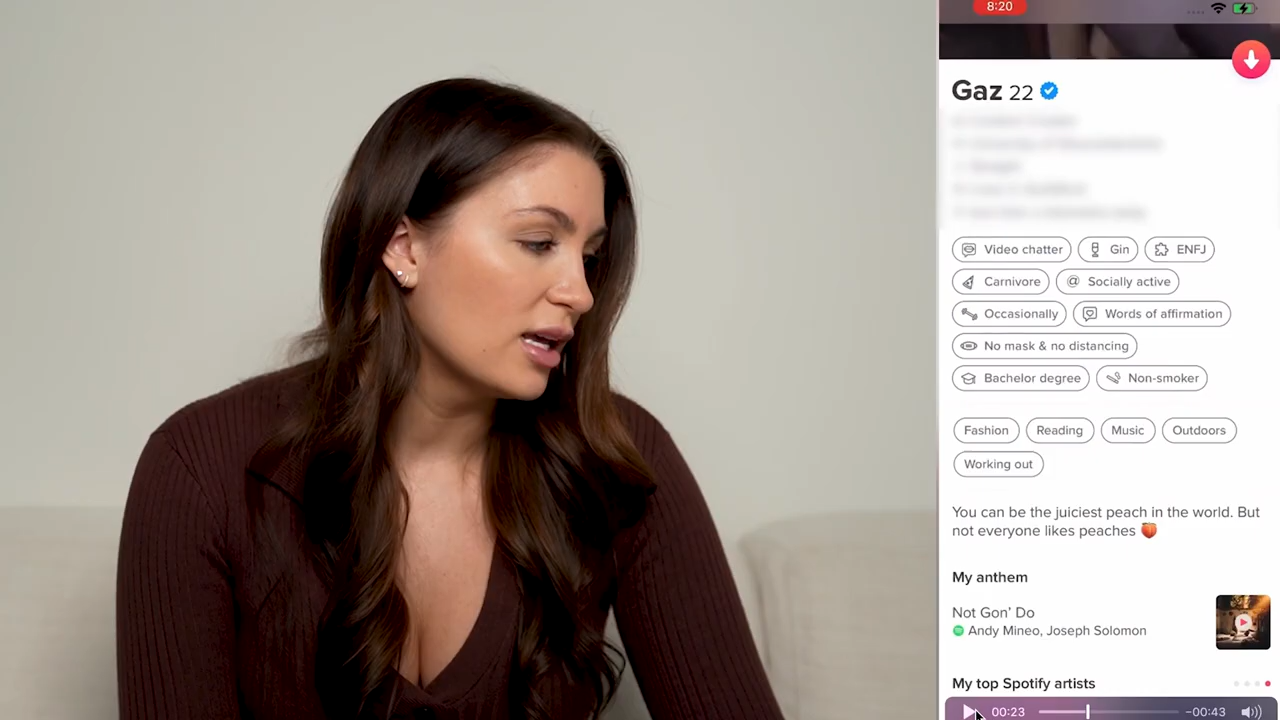 8:20
Gaz 22
Video chatter Gin ENFJ
Carnivore Socially active
Occasionally Words of affirmation
No mask & no distancing
Bachelor degree Non-smoker
Fashion Reading Music Outdoors
Working out
You can be the juiciest peach in the world. But
not everyone likes peaches 🍑
My anthem
Not Gon' Do
Andy Mineo, Joseph Solomon
My top Spotify artists
00:23 -00:43